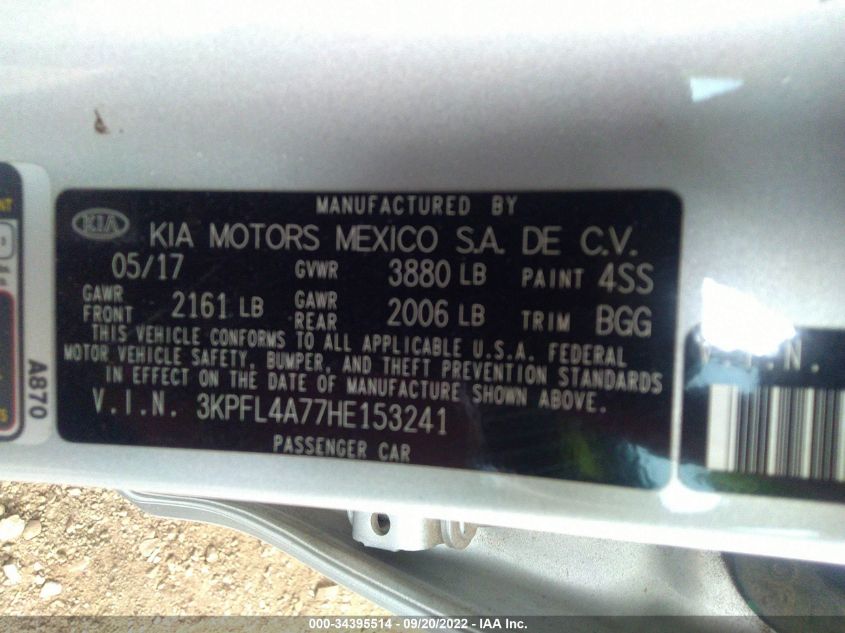 MANUFACTURED BY
KIA KIA MOTORS MEXICO S.A. DE C.V.
05/17 GVWR 3880 LB PAINT 4SS
GAWR FRONT 2161 LB GAWR REAR 2006 LB TRIM BGG
THIS VEHICLE CONFORMS TO ALL APPLICABLE U.S.A. FEDERAL
MOTOR VEHICLE SAFETY, BUMPER, AND THEFT PREVENTION STANDARDS
IN EFFECT ON THE DATE OF MANUFACTURE SHOWN ABOVE.
V.I.N. 3KPFL4A77HE153241
PASSENGER CAR
A870
V.I.N.
000-34395514 - 09/20/2022 - IAA Inc.